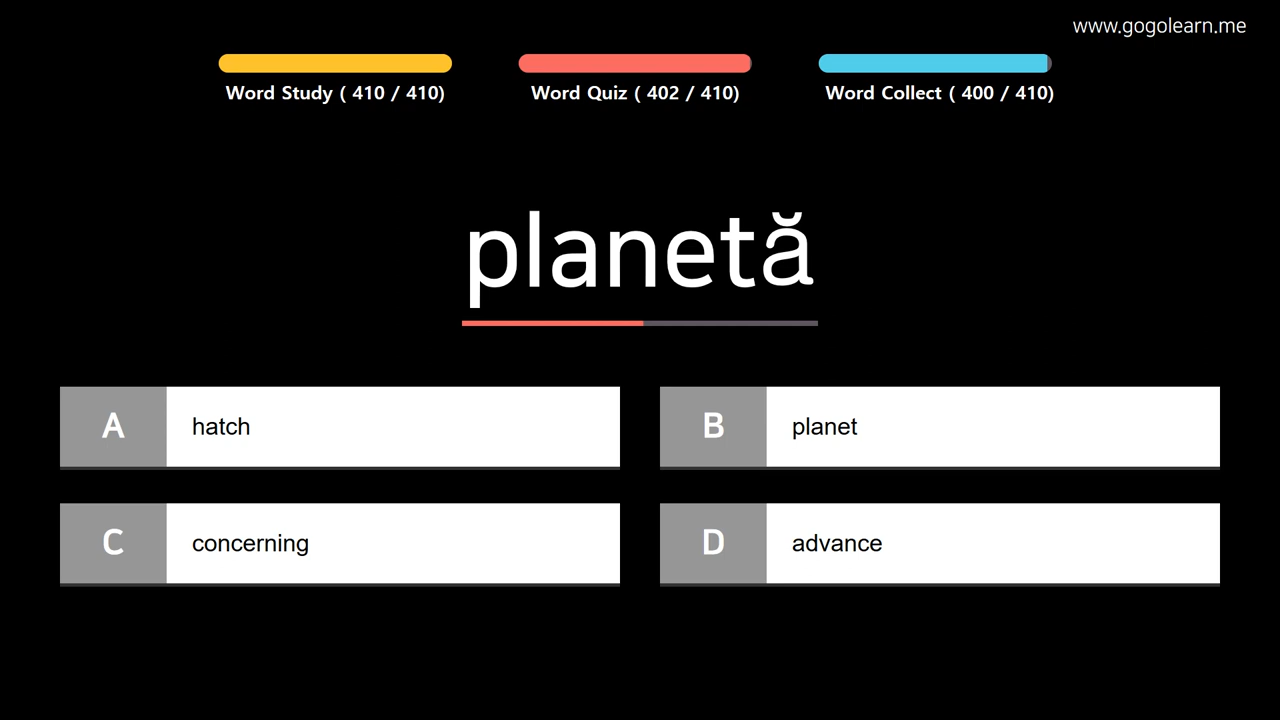 www.gogolearn.me
Word Study ( 410 / 410)
Word Quiz ( 402 / 410)
Word Collect ( 400 / 410)
planetă
A hatch
B planet
C concerning
D advance